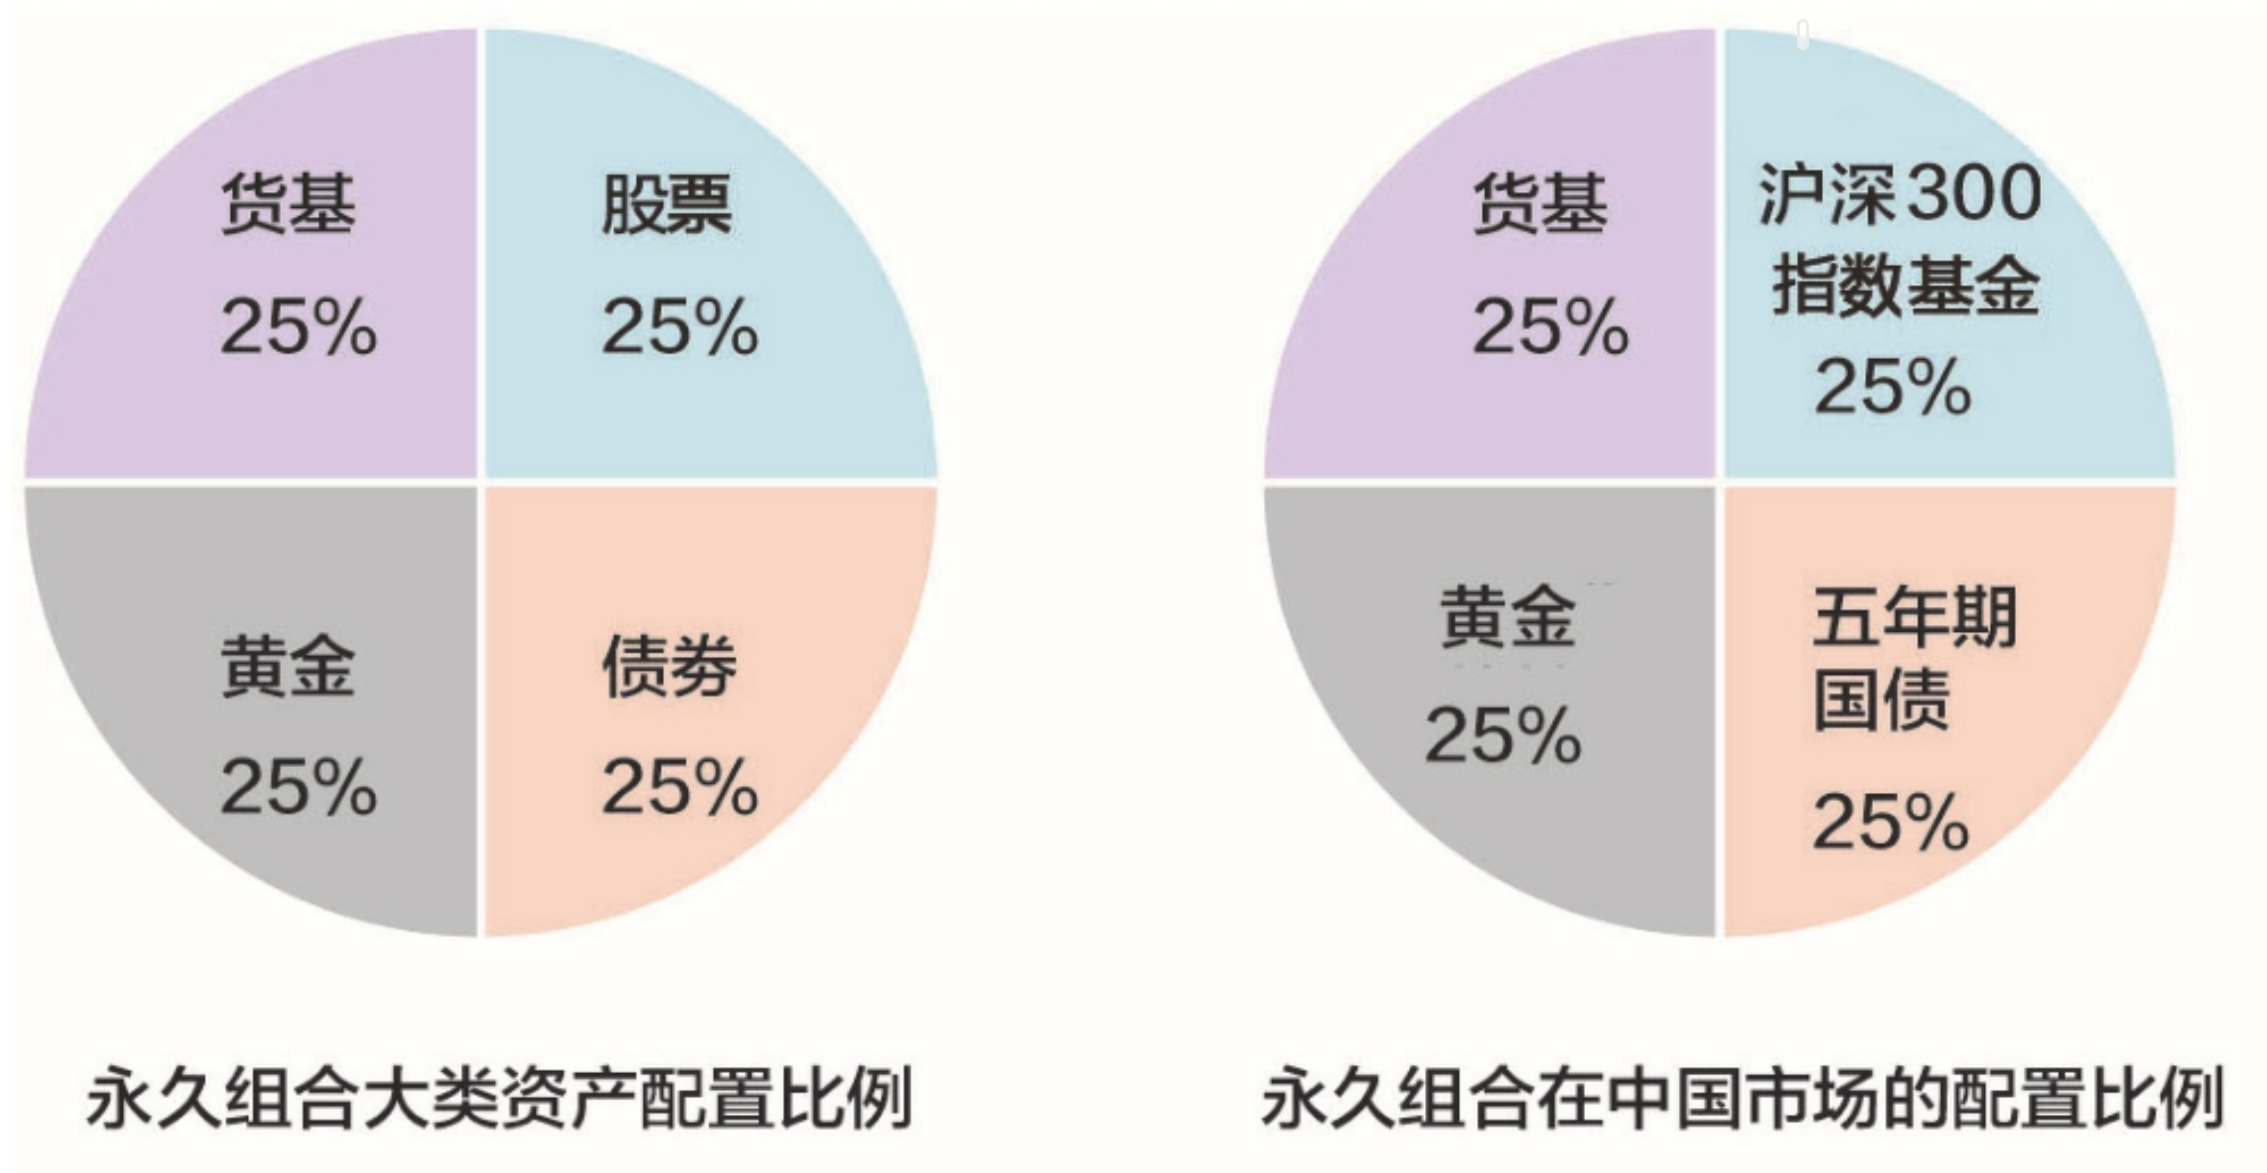 货基
25%
股票
25%
黄金
25%
债券
25%
永久组合大类资产配置比例
货基
25%
沪深300
指数基金
25%
黄金
25%
五年期
国债
25%
永久组合在中国市场的配置比例